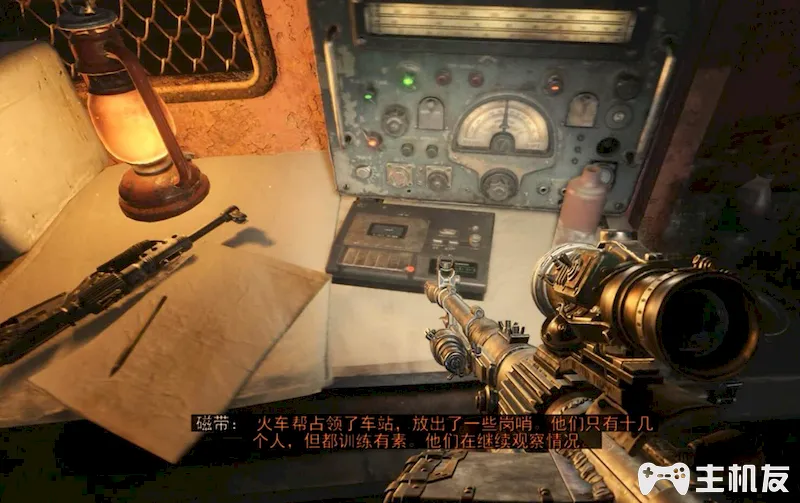 磁带： 火车帮占领了车站，放出了一些岗哨。他们只有十几
个人，但都训练有素。他们在继续观察情况。
主机友